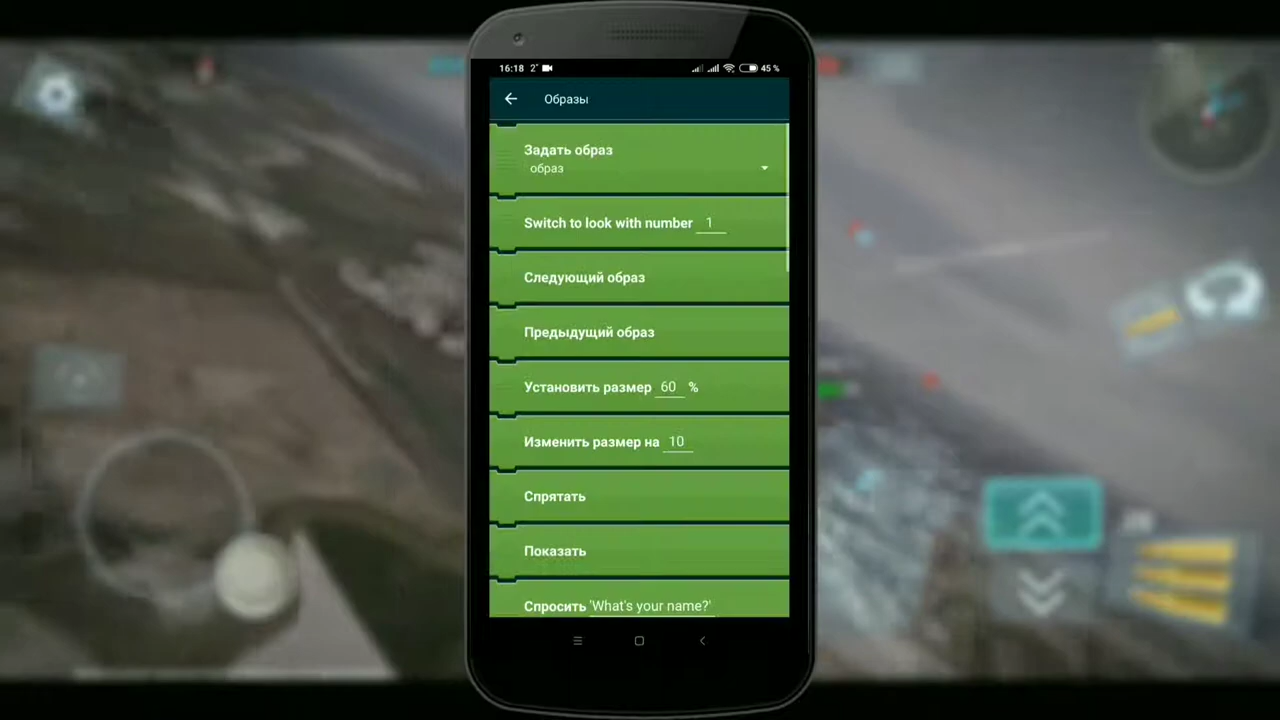 16:18 2° 45 %
Образы
Задать образ
образ
Switch to look with number 1
Следующий образ
Предыдущий образ
Установить размер 60 %
Изменить размер на 10
Спрятать
Показать
Спросить 'What's your name?'